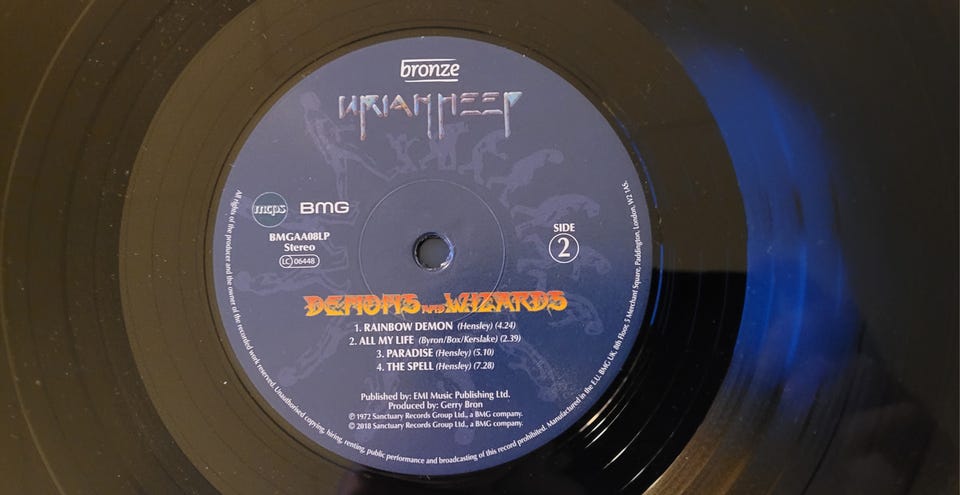 bronze
URIAH HEEP
mcps BMG
BMGAA08LP
Stereo
LC 06448
SIDE
2
DEMONS AND WIZARDS
1. RAINBOW DEMON (Hensley) (4.24)
2. ALL MY LIFE (Byron/Box/Kerslake) (2.39)
3. PARADISE (Hensley) (5.10)
4. THE SPELL (Hensley) (7.28)
Published by: EMI Music Publishing Ltd.
Produced by: Gerry Bron
℗ 1972 Sanctuary Records Group Ltd., a BMG company.
© 2018 Sanctuary Records Group Ltd., a BMG company.
All rights of the producer and the owner of the recorded work reserved. Unauthorised copying, hiring, renting, public performance and broadcasting of this record prohibited. Manufactured in the E.U. BMG UK, 8th Floor, 5 Merchant Square, Paddington, London, W2 1AS.